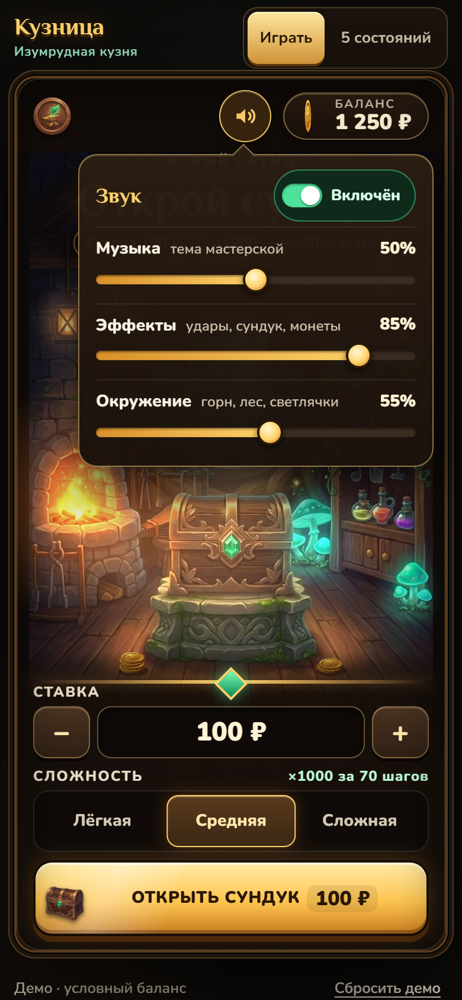 Кузница
Изумрудная кузня
Играть
5 состояний
БАЛАНС
1 250 ₽
Звук
Включён
Музыка тема мастерской 50%
Эффекты удары, сундук, монеты 85%
Окружение горн, лес, светлячки 55%
СТАВКА
− 100 ₽ +
СЛОЖНОСТЬ ×1000 за 70 шагов
Лёгкая Средняя Сложная
ОТКРЫТЬ СУНДУК 100 ₽
Демо · условный баланс Сбросить демо